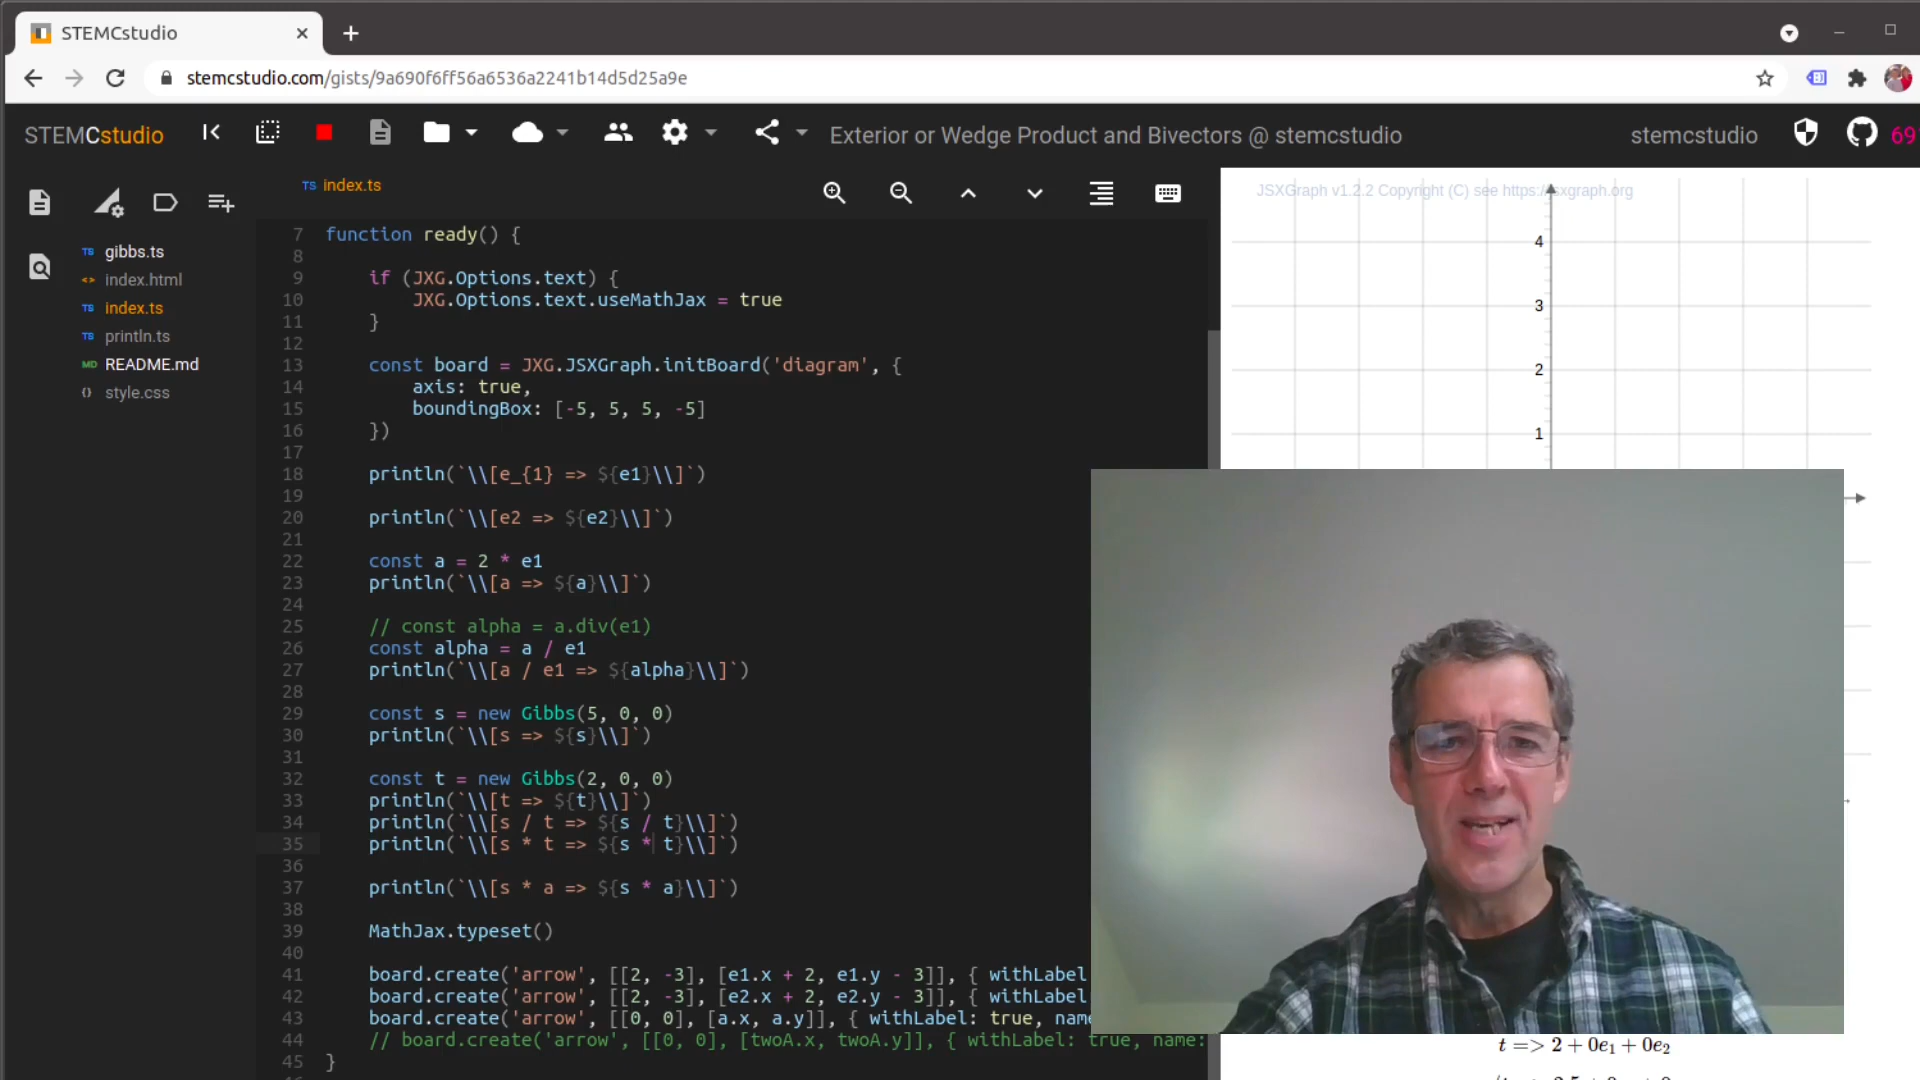 STEMCstudio
stemcstudio.com/gists/9a690f6ff56a6536a2241b14d5d25a9e
STEMCstudio
Exterior or Wedge Product and Bivectors @ stemcstudio
stemcstudio
69
TS index.ts
TS gibbs.ts
<> index.html
TS index.ts
TS println.ts
MD README.md
{} style.css
7 function ready() {
8
9 if (JXG.Options.text) {
10 JXG.Options.text.useMathJax = true
11 }
12
13 const board = JXG.JSXGraph.initBoard('diagram', {
14 axis: true,
15 boundingBox: [-5, 5, 5, -5]
16 })
17
18 println(`\\[e_{1} => ${e1}\\]`)
19
20 println(`\\[e2 => ${e2}\\]`)
21
22 const a = 2 * e1
23 println(`\\[a => ${a}\\]`)
24
25 // const alpha = a.div(e1)
26 const alpha = a / e1
27 println(`\\[a / e1 => ${alpha}\\]`)
28
29 const s = new Gibbs(5, 0, 0)
30 println(`\\[s => ${s}\\]`)
31
32 const t = new Gibbs(2, 0, 0)
33 println(`\\[t => ${t}\\]`)
34 println(`\\[s / t => ${s / t}\\]`)
35 println(`\\[s * t => ${s * t}\\]`)
36
37 println(`\\[s * a => ${s * a}\\]`)
38
39 MathJax.typeset()
40
41 board.create('arrow', [[2, -3], [e1.x + 2, e1.y - 3]], { withLabel
42 board.create('arrow', [[2, -3], [e2.x + 2, e2.y - 3]], { withLabel
43 board.create('arrow', [[0, 0], [a.x, a.y]], { withLabel: true, name
44 // board.create('arrow', [[0, 0], [twoA.x, twoA.y]], { withLabel: true, name:
45 }
JSXGraph v1.2.2 Copyright (C) see https://jsxgraph.org
4
3
2
1
t => 2 + 0e₁ + 0e₂